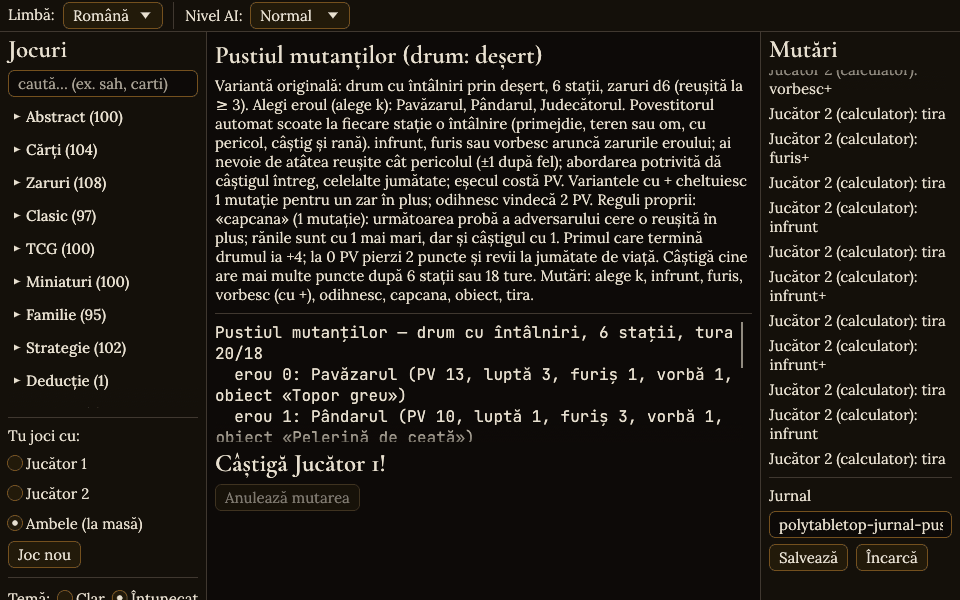 Limbă: Română ▼ Nivel AI: Normal ▼
Jocuri
caută... (ex. sah, carti)
▸ Abstract (100)
▸ Cărți (104)
▸ Zaruri (108)
▸ Clasic (97)
▸ TCG (100)
▸ Miniaturi (100)
▸ Familie (95)
▸ Strategie (102)
▸ Deducție (1)
Tu joci cu:
Jucător 1
Jucător 2
Ambele (la masă)
Joc nou
Temă: Clar Întunecat
Pustiul mutanților (drum: deșert)
Variantă originală: drum cu întâlniri prin deșert, 6 stații, zaruri d6 (reușită la
≥ 3). Alegi eroul (alege k): Pavăzarul, Pândarul, Judecătorul. Povestitorul
automat scoate la fiecare stație o întâlnire (primejdie, teren sau om, cu
pericol, câștig și rană). infrunt, furis sau vorbesc aruncă zarurile eroului; ai
nevoie de atâtea reușite cât pericolul (±1 după fel); abordarea potrivită dă
câștigul întreg, celelalte jumătate; eșecul costă PV. Variantele cu + cheltuiesc
1 mutație pentru un zar în plus; odihnesc vindecă 2 PV. Reguli proprii:
«capcana» (1 mutație): următoarea probă a adversarului cere o reușită în
plus; rănile sunt cu 1 mai mari, dar și câștigul cu 1. Primul care termină
drumul ia +4; la 0 PV pierzi 2 puncte și revii la jumătate de viață. Câștigă cine
are mai multe puncte după 6 stații sau 18 ture. Mutări: alege k, infrunt, furis,
vorbesc (cu +), odihnesc, capcana, obiect, tira.
Pustiul mutanților — drum cu întâlniri, 6 stații, tura
20/18
erou 0: Pavăzarul (PV 13, luptă 3, furiș 1, vorbă 1,
obiect «Topor greu»)
erou 1: Pândarul (PV 10, luptă 1, furiș 3, vorbă 1,
obiect «Pelerină de ceață»)
Câștigă Jucător 1!
Anulează mutarea
Mutări
Jucător 2 (calculator):
vorbesc+
Jucător 2 (calculator): tira
Jucător 2 (calculator):
furis+
Jucător 2 (calculator): tira
Jucător 2 (calculator):
infrunt
Jucător 2 (calculator): tira
Jucător 2 (calculator):
infrunt+
Jucător 2 (calculator): tira
Jucător 2 (calculator):
infrunt+
Jucător 2 (calculator): tira
Jucător 2 (calculator):
infrunt
Jucător 2 (calculator): tira
Jurnal
polytabletop-jurnal-pus
Salvează Încarcă